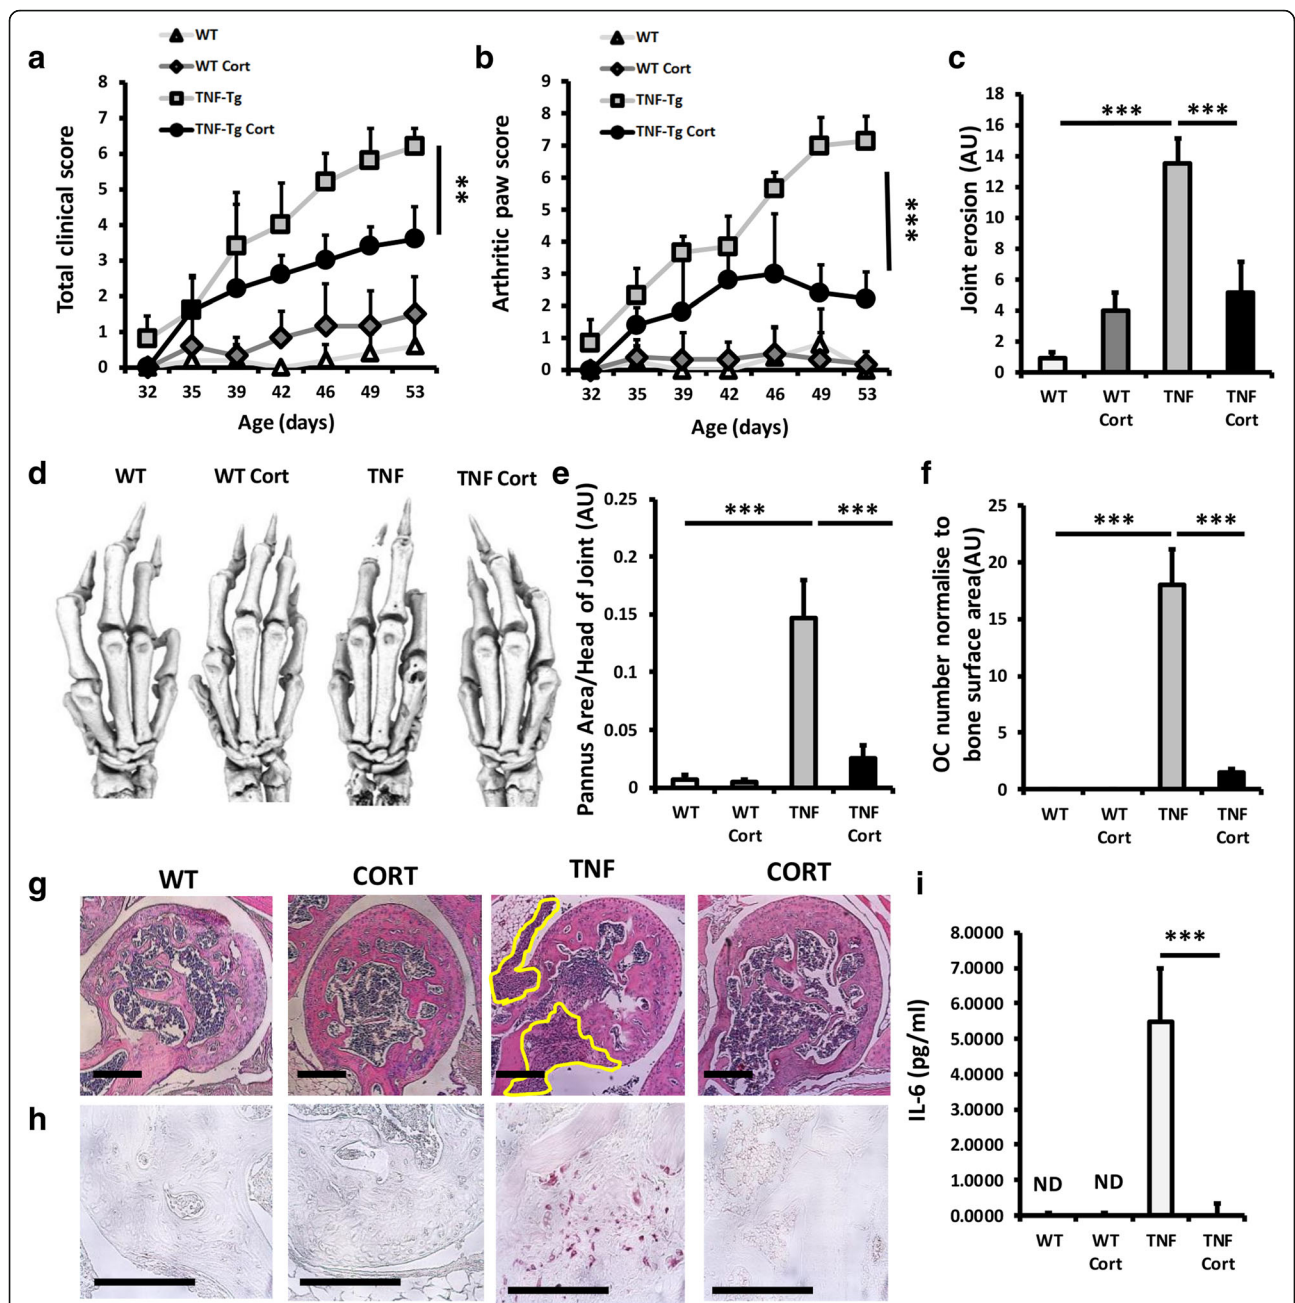 a
WT
WT Cort
TNF-Tg
TNF-Tg Cort
Total clinical score
8
7
6
5
4
3
2
1
0
32 35 39 42 46 49 53
Age (days)
**
b
WT
WT Cort
TNF-Tg
TNF-Tg Cort
Arthritic paw score
9
8
7
6
5
4
3
2
1
0
32 35 39 42 46 49 53
Age (days)
***
c
Joint erosion (AU)
18
16
14
12
10
8
6
4
2
0
*** ***
WT WT TNF TNF
Cort Cort
d
WT WT Cort TNF TNF Cort
e
Pannus Area/Head of Joint (AU)
0.25
0.2
0.15
0.1
0.05
0
*** ***
WT WT TNF TNF
Cort Cort
f
OC number normalise to
bone surface area(AU)
25
20
15
10
5
0
*** ***
WT WT TNF TNF
Cort Cort
g
WT CORT TNF CORT
h
i
IL-6 (pg/ml)
8.0000
7.0000
6.0000
5.0000
4.0000
3.0000
2.0000
1.0000
0.0000
***
ND ND
WT WT TNF TNF
Cort Cort